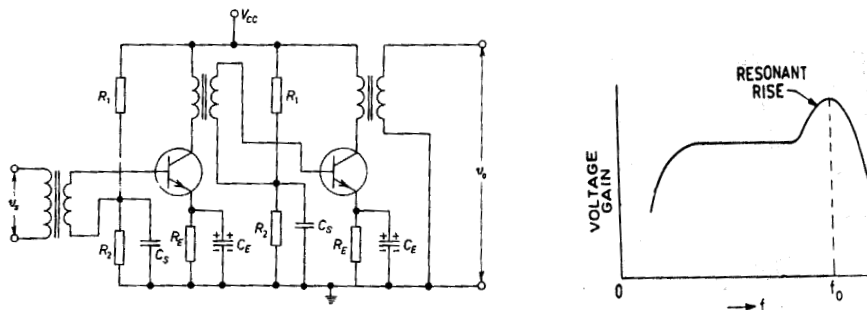 V_CC
R_1
R_1
v_s
v_o
R_2
C_S
R_E
C_E
R_2
C_S
R_E
C_E
RESONANT
RISE
VOLTAGE
GAIN
0
f
f_0